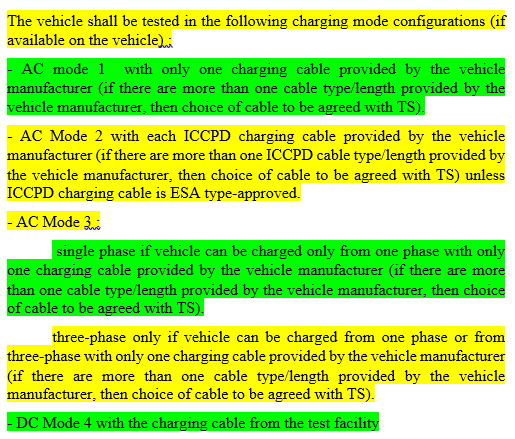 The vehicle shall be tested in the following charging mode configurations (if
available on the vehicle) :
- AC mode 1 with only one charging cable provided by the vehicle
manufacturer (if there are more than one cable type/length provided by the
vehicle manufacturer, then choice of cable to be agreed with TS).
- AC Mode 2 with each ICCPD charging cable provided by the vehicle
manufacturer (if there are more than one ICCPD cable type/length provided by
the vehicle manufacturer, then choice of cable to be agreed with TS) unless
ICCPD charging cable is ESA type-approved.
- AC Mode 3 :
single phase if vehicle can be charged only from one phase with only
one charging cable provided by the vehicle manufacturer (if there are more
than one cable type/length provided by the vehicle manufacturer, then choice
of cable to be agreed with TS).
three-phase only if vehicle can be charged from one phase or from
three-phase with only one charging cable provided by the vehicle manufacturer
(if there are more than one cable type/length provided by the vehicle
manufacturer, then choice of cable to be agreed with TS).
- DC Mode 4 with the charging cable from the test facility